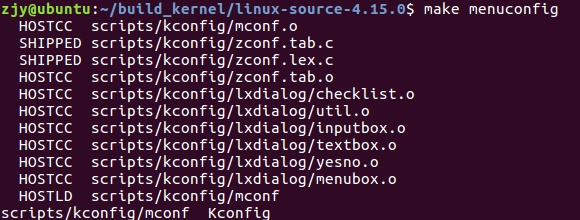 zjy@ubuntu:~/build_kernel/linux-source-4.15.0$ make menuconfig
HOSTCC  scripts/kconfig/mconf.o
SHIPPED scripts/kconfig/zconf.tab.c
SHIPPED scripts/kconfig/zconf.lex.c
HOSTCC  scripts/kconfig/zconf.tab.o
HOSTCC  scripts/kconfig/lxdialog/checklist.o
HOSTCC  scripts/kconfig/lxdialog/util.o
HOSTCC  scripts/kconfig/lxdialog/inputbox.o
HOSTCC  scripts/kconfig/lxdialog/textbox.o
HOSTCC  scripts/kconfig/lxdialog/yesno.o
HOSTCC  scripts/kconfig/lxdialog/menubox.o
HOSTLD  scripts/kconfig/mconf
scripts/kconfig/mconf  Kconfig